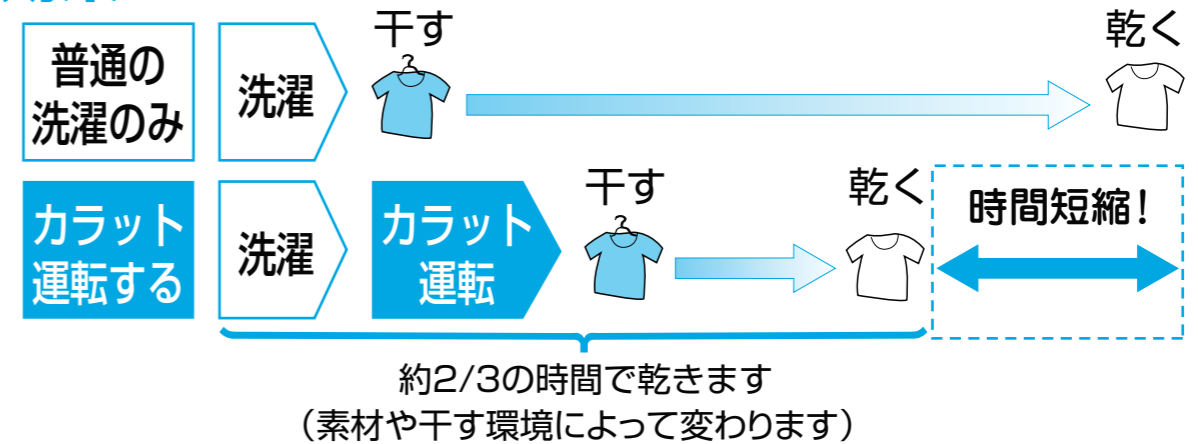 普通の
洗濯のみ
洗濯
干す
乾く
カラット
運転する
洗濯
カラット
運転
干す
乾く
時間短縮！
約2/3の時間で乾きます
（素材や干す環境によって変わります）